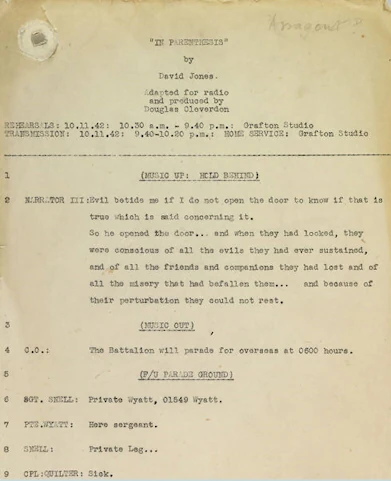 "IN PARENTHESIS"
by
David Jones.
Adapted for radio
and produced by
Douglas Cleverdon
REHEARSALS: 10.11.42: 10.30 a.m. - 9.40 p.m.: Grafton Studio
TRANSMISSION: 10.11.42: 9.40-10.20 p.m.: HOME SERVICE: Grafton Studio
1 (MUSIC UP: HOLD BEHIND)
2 NARRATOR III:Evil betide me if I do not open the door to know if that is
true which is said concerning it.
So he opened the door... and when they had looked, they
were conscious of all the evils they had ever sustained,
and of all the friends and companions they had lost and of
all the misery that had befallen them... and because of
their perturbation they could not rest.
3 (MUSIC OUT)
4 C.O.: The Battalion will parade for overseas at 0600 hours.
5 (F/U PARADE GROUND)
6 SGT. SNELL: Private Wyatt, 01549 Wyatt.
7 PTE.WYATT: Here sergeant.
8 SNELL: Private Leg...
9 CPL:QUILTER: Sick.